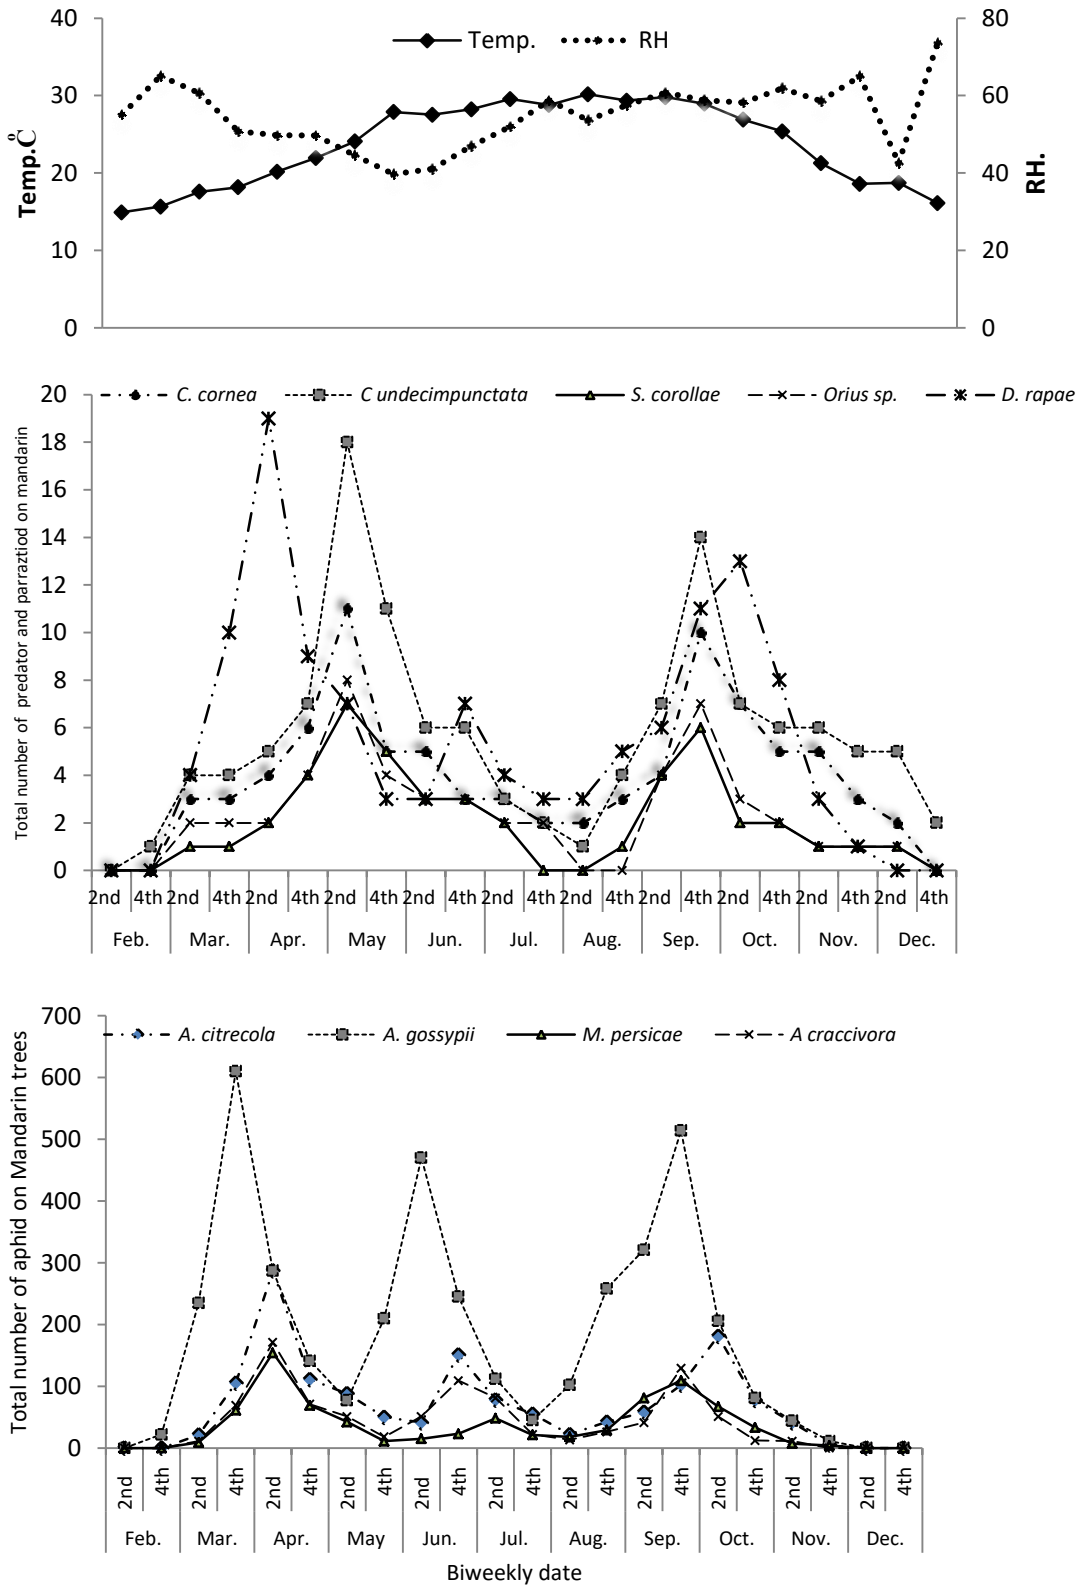 40
30
20
10
0
Temp.
RH
80
60
40
20
0
Temp.C̊
RH.
C. cornea
C undecimpunctata
S. corollae
Orius sp.
D. rapae
20
18
16
14
12
10
8
6
4
2
0
Total number of predator and parraztiod on mandarin
2nd 4th 2nd 4th 2nd 4th 2nd 4th 2nd 4th 2nd 4th 2nd 4th 2nd 4th 2nd 4th 2nd 4th 2nd 4th
Feb. Mar. Apr. May Jun. Jul. Aug. Sep. Oct. Nov. Dec.
700
600
500
400
300
200
100
0
A. citrecola
A. gossypii
M. persicae
A craccivora
Total number of aphid on Mandarin trees
2nd 4th 2nd 4th 2nd 4th 2nd 4th 2nd 4th 2nd 4th 2nd 4th 2nd 4th 2nd 4th 2nd 4th 2nd 4th
Feb. Mar. Apr. May Jun. Jul. Aug. Sep. Oct. Nov. Dec.
Biweekly date